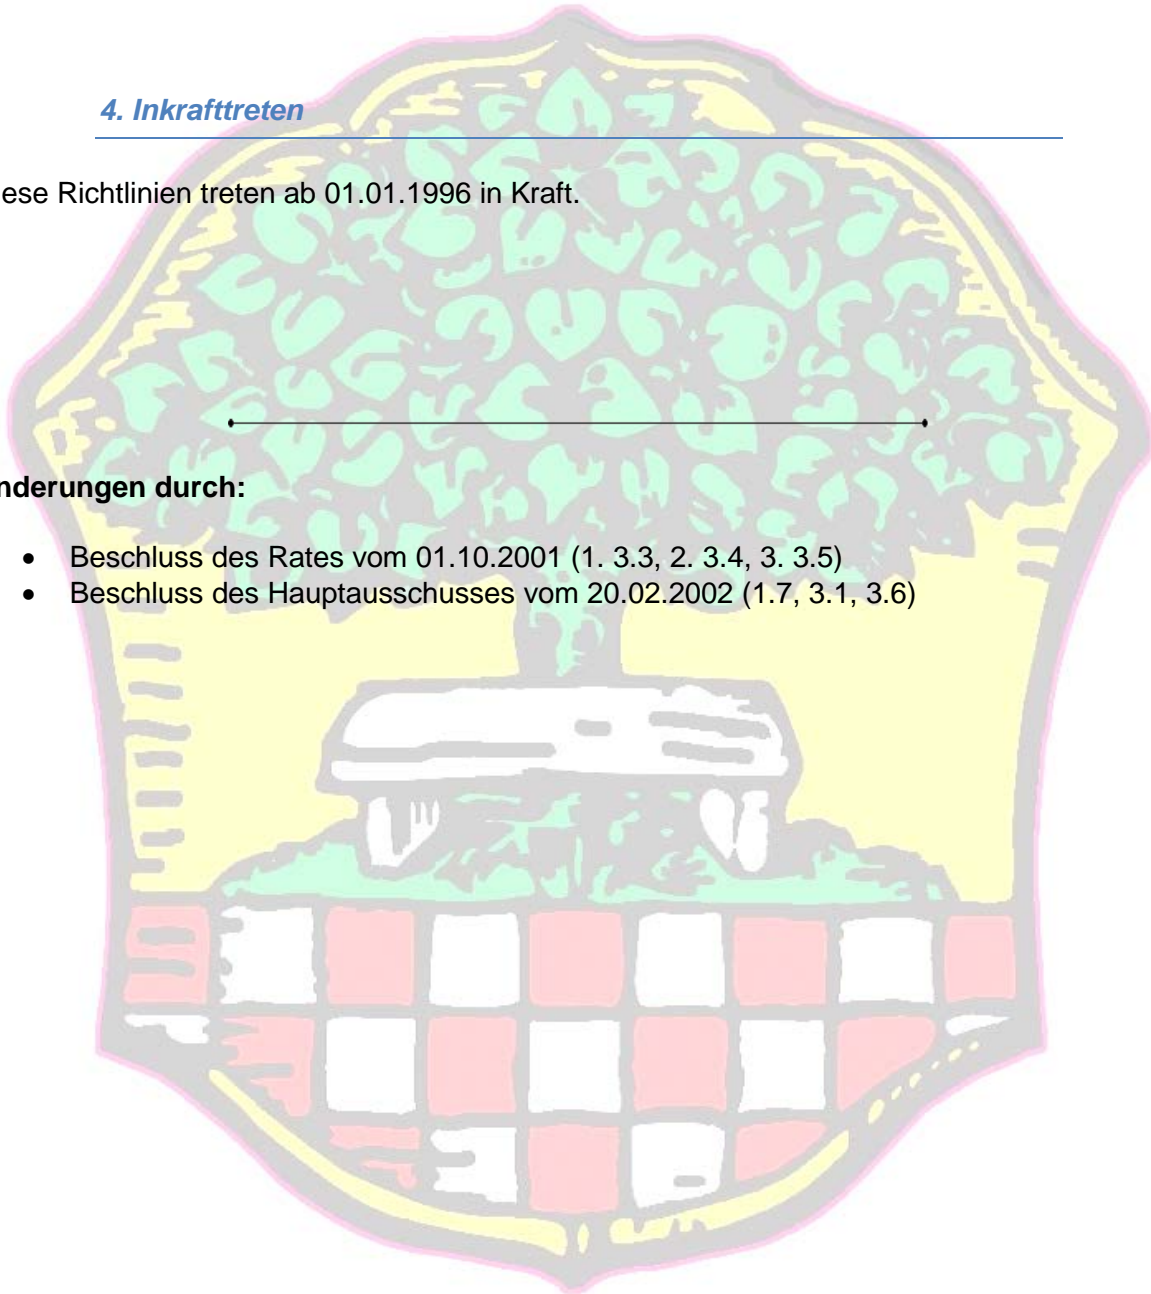 4. Inkrafttreten
iese Richtlinien treten ab 01.01.1996 in Kraft.
nderungen durch:
• Beschluss des Rates vom 01.10.2001 (1. 3.3, 2. 3.4, 3. 3.5)
• Beschluss des Hauptausschusses vom 20.02.2002 (1.7, 3.1, 3.6)